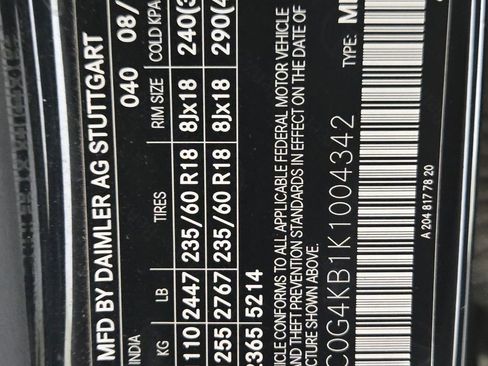 MFD BY DAIMLER AG STUTTGART
INDIA 040 08/
KG LB TIRES RIM SIZE COLD KPA
110 2447 235/60 R18 8Jx18 240(3
255 2767 235/60 R18 8Jx18 290(4
2365 5214
ICLE CONFORMS TO ALL APPLICABLE FEDERAL MOTOR VEHICLE
AND THEFT PREVENTION STANDARDS IN EFFECT ON THE DATE OF
CTURE SHOWN ABOVE.
C0G4KB1K1004342 TYPE: M
A 204 817 78 20